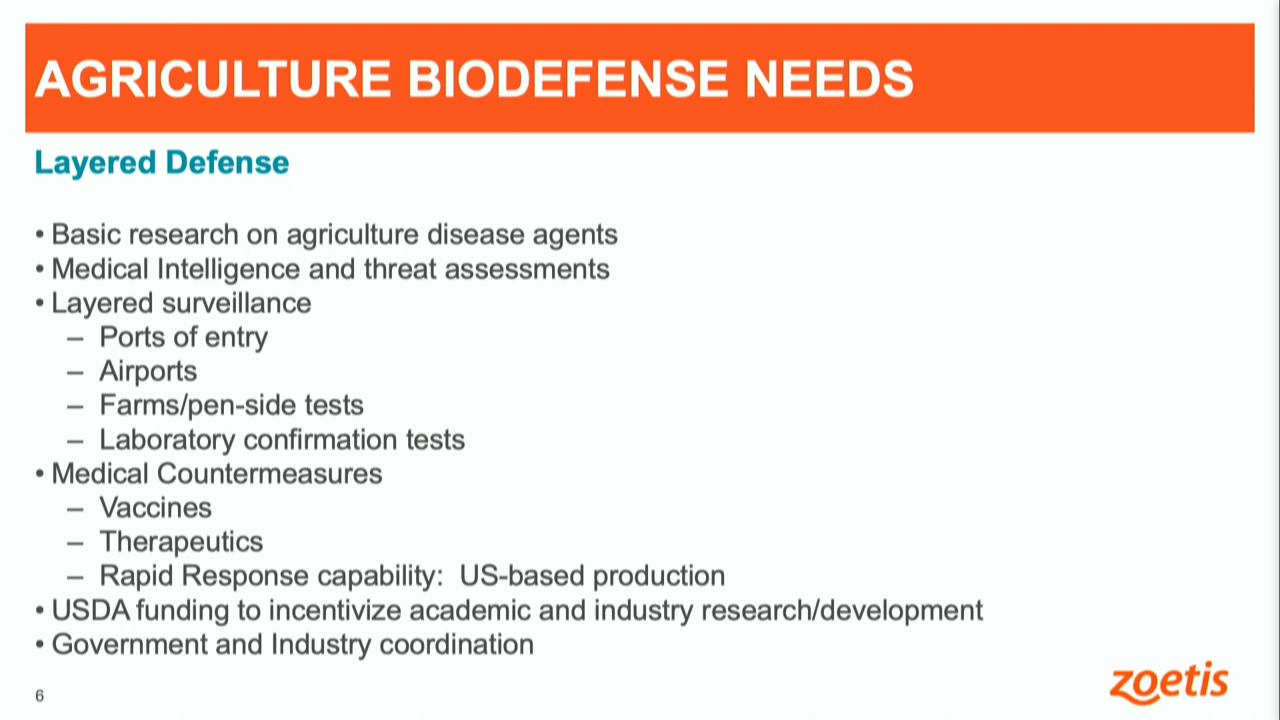 AGRICULTURE BIODEFENSE NEEDS
Layered Defense
• Basic research on agriculture disease agents
• Medical Intelligence and threat assessments
• Layered surveillance
– Ports of entry
– Airports
– Farms/pen-side tests
– Laboratory confirmation tests
• Medical Countermeasures
– Vaccines
– Therapeutics
– Rapid Response capability:  US-based production
• USDA funding to incentivize academic and industry research/development
• Government and Industry coordination
6
zoetis